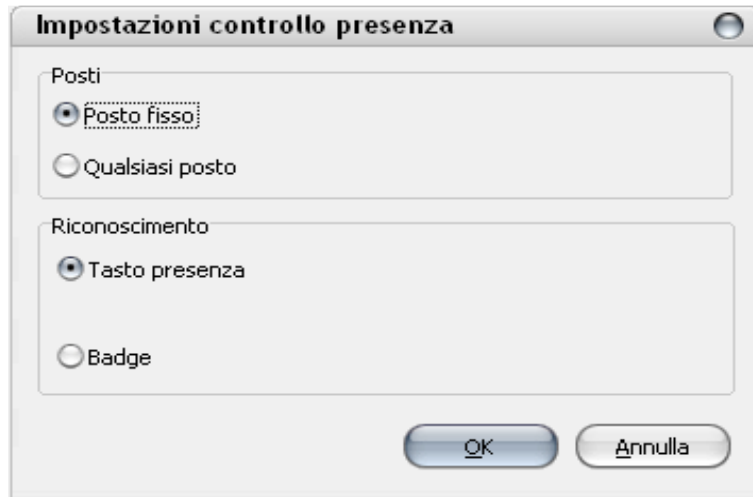 Impostazioni controllo presenza
Posti
Posto fisso
Qualsiasi posto
Riconoscimento
Tasto presenza
Badge
OK
Annulla